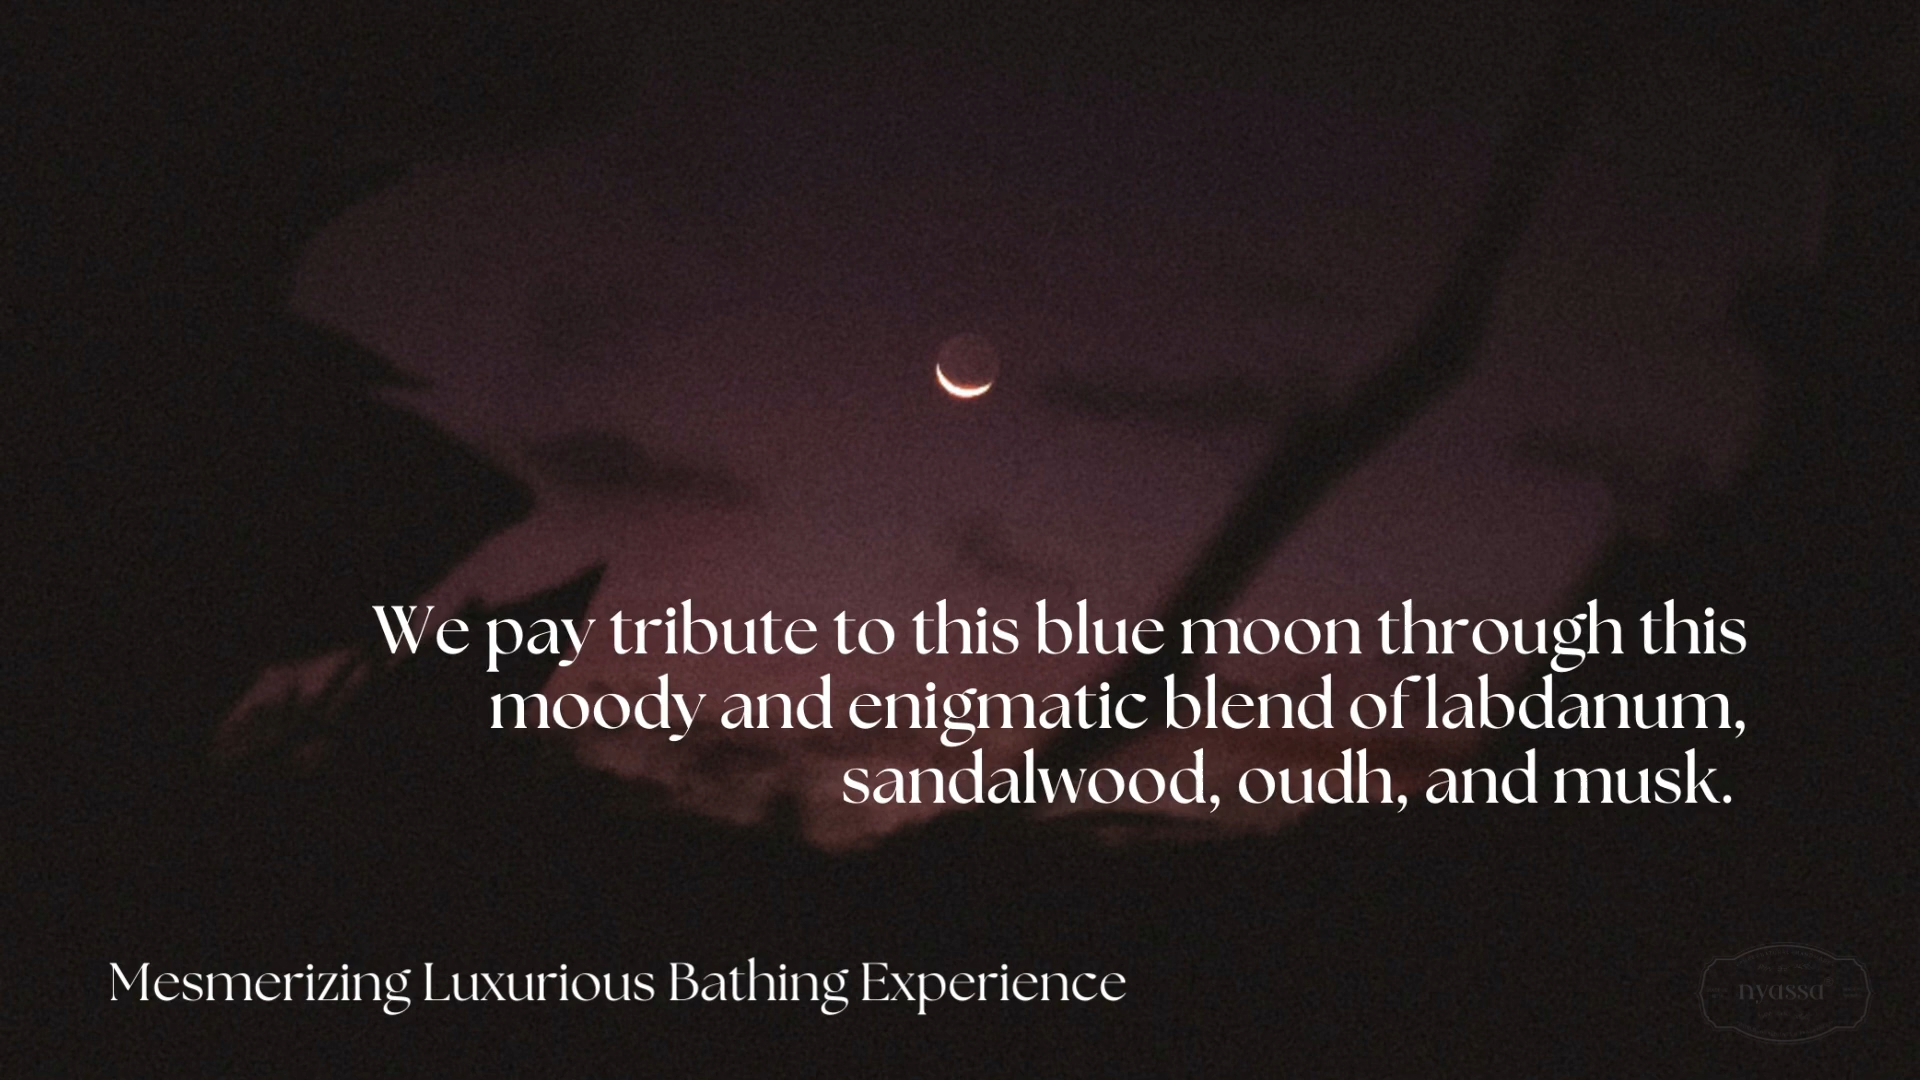 We pay tribute to this blue moon through this
moody and enigmatic blend of labdanum,
sandalwood, oudh, and musk.
Mesmerizing Luxurious Bathing Experience
nyassa